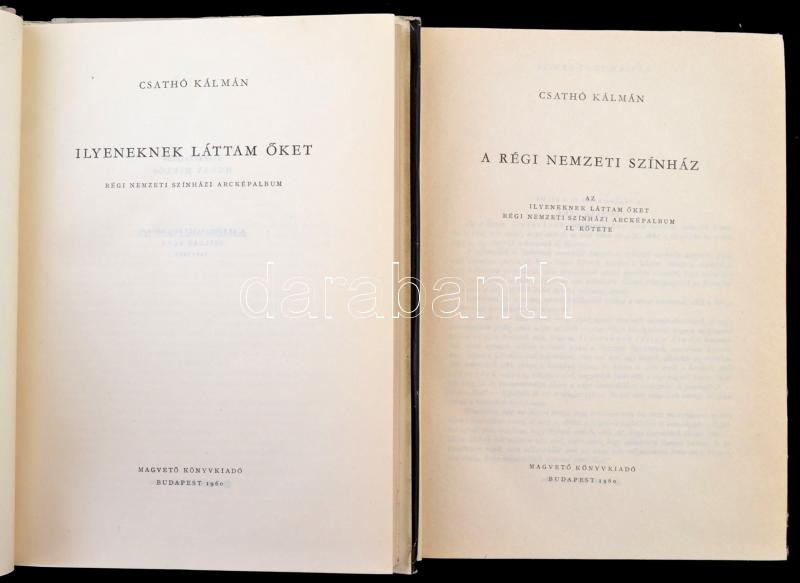 CSATHÓ KÁLMÁN
ILYENEKNEK LÁTTAM ŐKET
RÉGI NEMZETI SZÍNHÁZI ARCKÉPALBUM
MAGVETŐ KÖNYVKIADÓ
BUDAPEST 1960
CSATHÓ KÁLMÁN
A RÉGI NEMZETI SZÍNHÁZ
AZ
ILYENEKNEK LÁTTAM ŐKET
RÉGI NEMZETI SZÍNHÁZI ARCKÉPALBUM
II. KÖTETE
MAGVETŐ KÖNYVKIADÓ
BUDAPEST 1960
darabanth